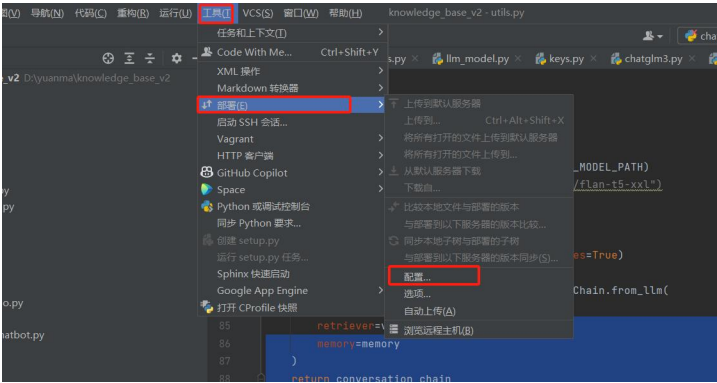 图(V) 导航(N) 代码(C) 重构(R) 运行(U) 工具(T) VCS(S) 窗口(W) 帮助(H) knowledge_base_v2 - utils.py
任务和上下文(T)
Code With Me... Ctrl+Shift+Y
s.py llm_model.py keys.py chatglm3.py
_v2 D:\yuanma\knowledge_base_v2
XML 操作
Markdown 转换器
部署(E)
启动 SSH 会话...
Vagrant
HTTP 客户端
GitHub Copilot
Space
Python 或调试控制台
同步 Python 要求...
创建 setup.py
运行 setup.py 任务...
Sphinx 快速启动
Google App Engine
打开 CProfile 快照
上传到默认服务器
上传到... Ctrl+Alt+Shift+X
将所有打开的文件上传到默认服务器
将所有打开的文件上传到...
从默认服务器下载
下载自...
比较本地文件与部署的版本
与部署到以下服务器的版本比较...
同步本地子树与部署的子树
与部署到以下服务器的版本同步(S)...
配置...
选项...
自动上传(A)
浏览远程主机(B)
_MODEL_PATH)
/flan-t5-xxl")
es=True)
Chain.from_llm(
py
py
o.py
hatbot.py
cha
85 retriever=v
86 memory=memory
87 )
88 return conversation_chain